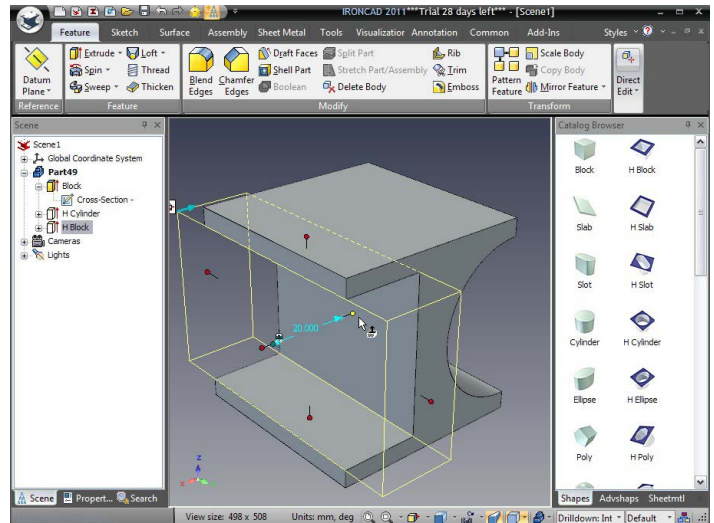 IRONCAD 2011***Trial 28 days left*** - [Scene1]
Feature Sketch Surface Assembly Sheet Metal Tools Visualization Annotation Common Add-Ins Styles
Extrude Loft Draft Faces Split Part Rib Scale Body
Datum Plane Spin Thread Blend Edges Chamfer Edges Shell Part Stretch Part/Assembly Trim Pattern Feature Copy Body Direct Edit
Sweep Thicken Boolean Delete Body Emboss Mirror Feature
Reference Feature Modify Transform
Scene Catalog Browser
Scene1
Global Coordinate System
Part49
Block
Cross-Section -
H Cylinder
H Block
Cameras
Lights
20.000
z
x
Block H Block
Slab H Slab
Slot H Slot
Cylinder H Cylinder
Ellipse H Ellipse
Poly H Poly
Scene Propert... Search Shapes Advshaps Sheetmtl
View size: 498 x 508 Units: mm, deg Drilldown: Int Default